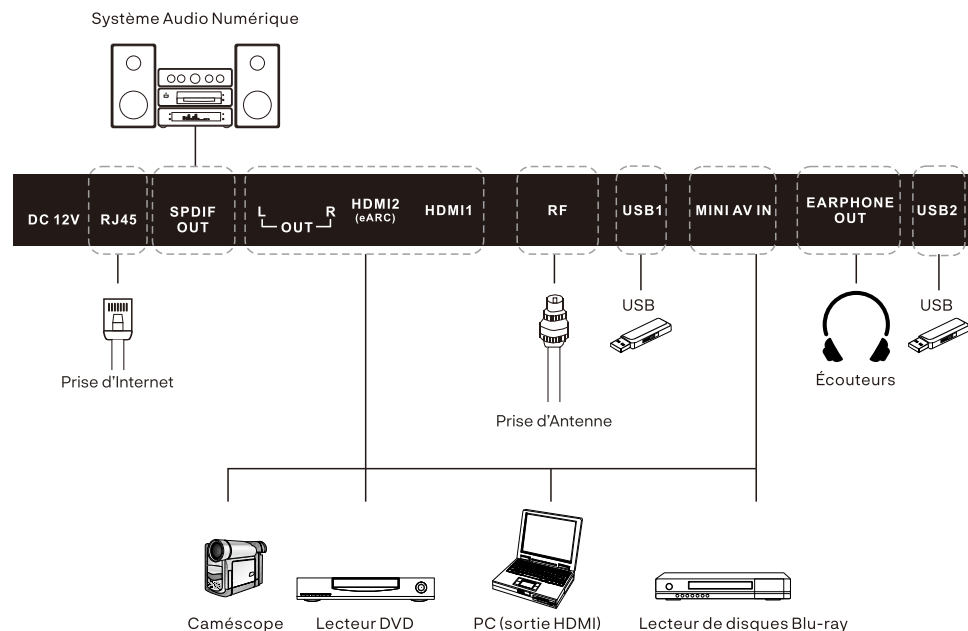 Système Audio Numérique
DC 12V
RJ45
SPDIF
OUT
L
OUT
R
HDMI2
(eARC)
HDMI1
RF
USB1
MINI AV IN
EARPHONE
OUT
USB2
USB
USB
Prise d'Internet
Écouteurs
Prise d'Antenne
Caméscope
Lecteur DVD
PC (sortie HDMI)
Lecteur de disques Blu-ray